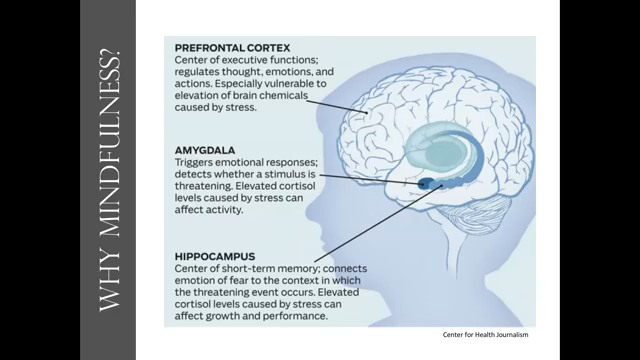 WHY MINDFULNESS?
PREFRONTAL CORTEX
Center of executive functions;
regulates thought, emotions, and
actions. Especially vulnerable to
elevation of brain chemicals
caused by stress.
AMYGDALA
Triggers emotional responses;
detects whether a stimulus is
threatening. Elevated cortisol
levels caused by stress can
affect activity.
HIPPOCAMPUS
Center of short-term memory; connects
emotion of fear to the context in which
the threatening event occurs. Elevated
cortisol levels caused by stress can
affect growth and performance.
Center for Health Journalism